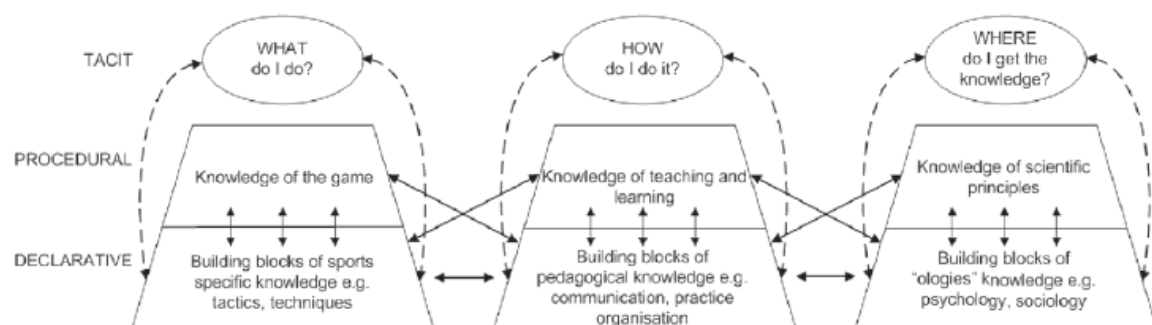 TACIT
WHAT
do I do?
HOW
do I do it?
WHERE
do I get the
knowledge?
PROCEDURAL
Knowledge of the game
Knowledge of teaching and
learning
Knowledge of scientific
principles
DECLARATIVE
Building blocks of sports
specific knowledge e.g.
tactics, techniques
Building blocks of
pedagogical knowledge e.g.
communication, practice
organisation
Building blocks of
"ologies" knowledge e.g.
psychology, sociology